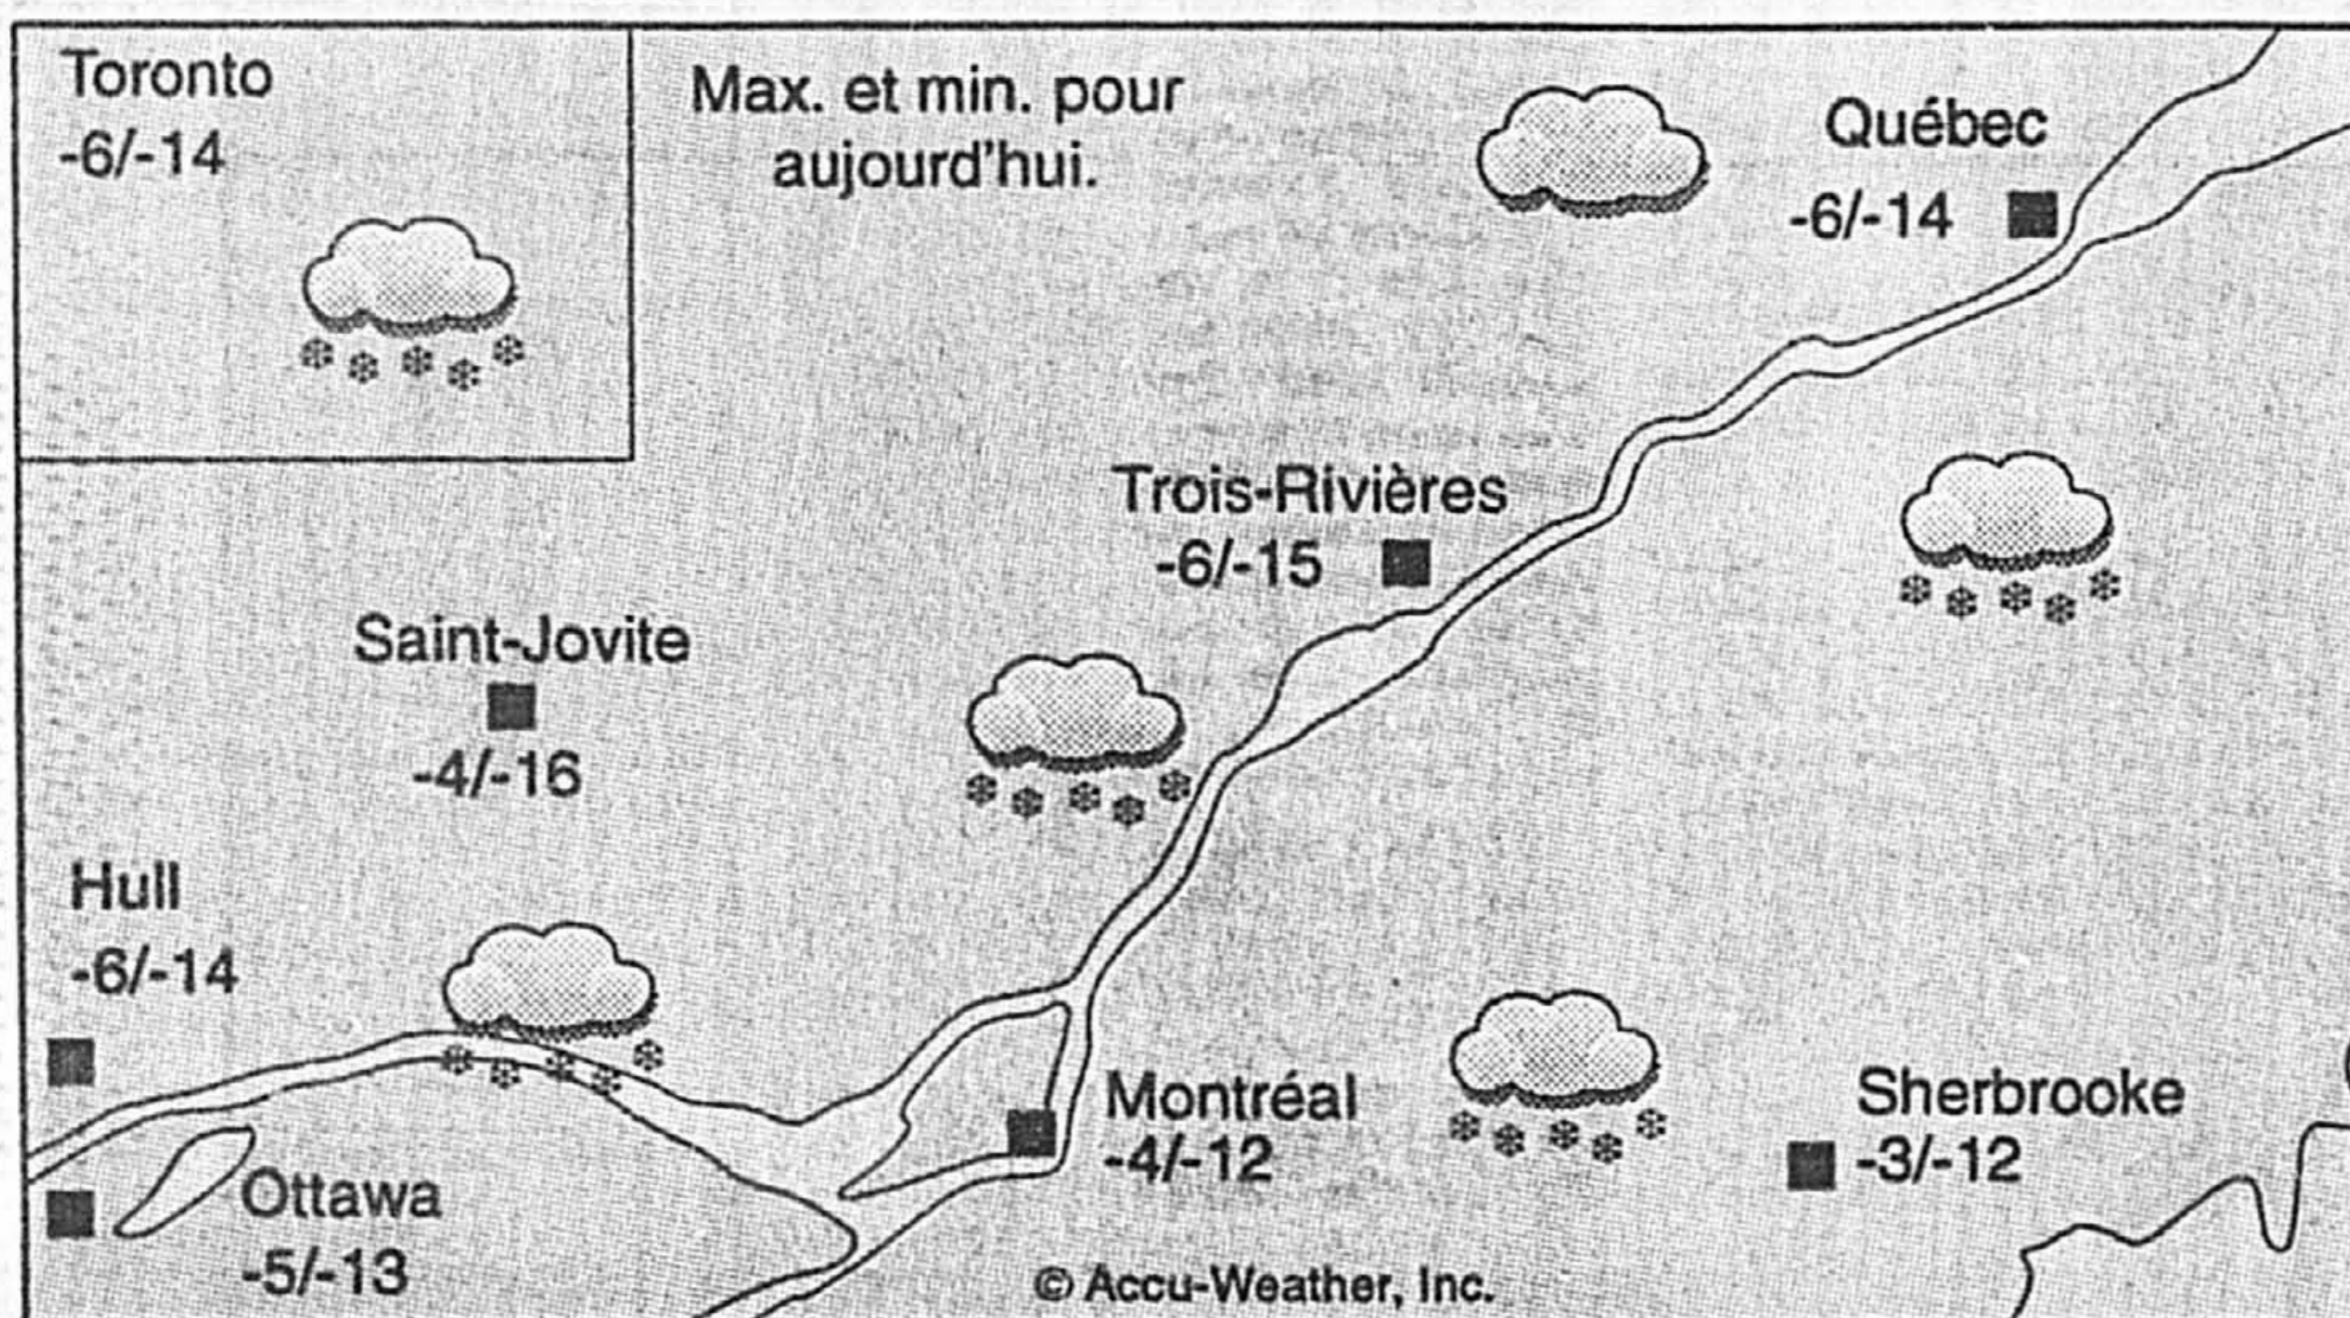 Toronto
-6/-14
Max. et min. pour
aujourd'hui.
Québec
-6/-14
Trois-Rivières
-6/-15
Saint-Jovite
-4/-16
Hull
-6/-14
Montréal
-4/-12
Sherbrooke
-3/-12
Ottawa
-5/-13
© Accu-Weather, Inc.